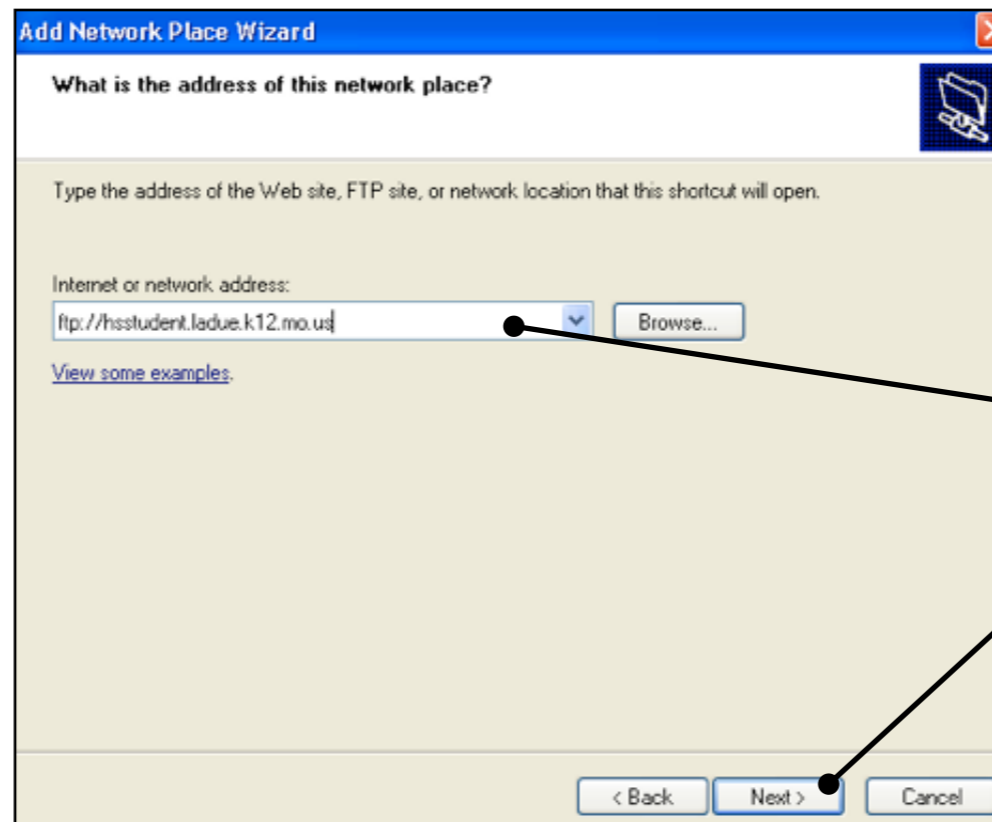 Add Network Place Wizard
What is the address of this network place?
Type the address of the Web site, FTP site, or network location that this shortcut will open.
Internet or network address:
ftp://hsstudent.ladue.k12.mo.us
Browse...
View some examples.
< Back
Next >
Cancel